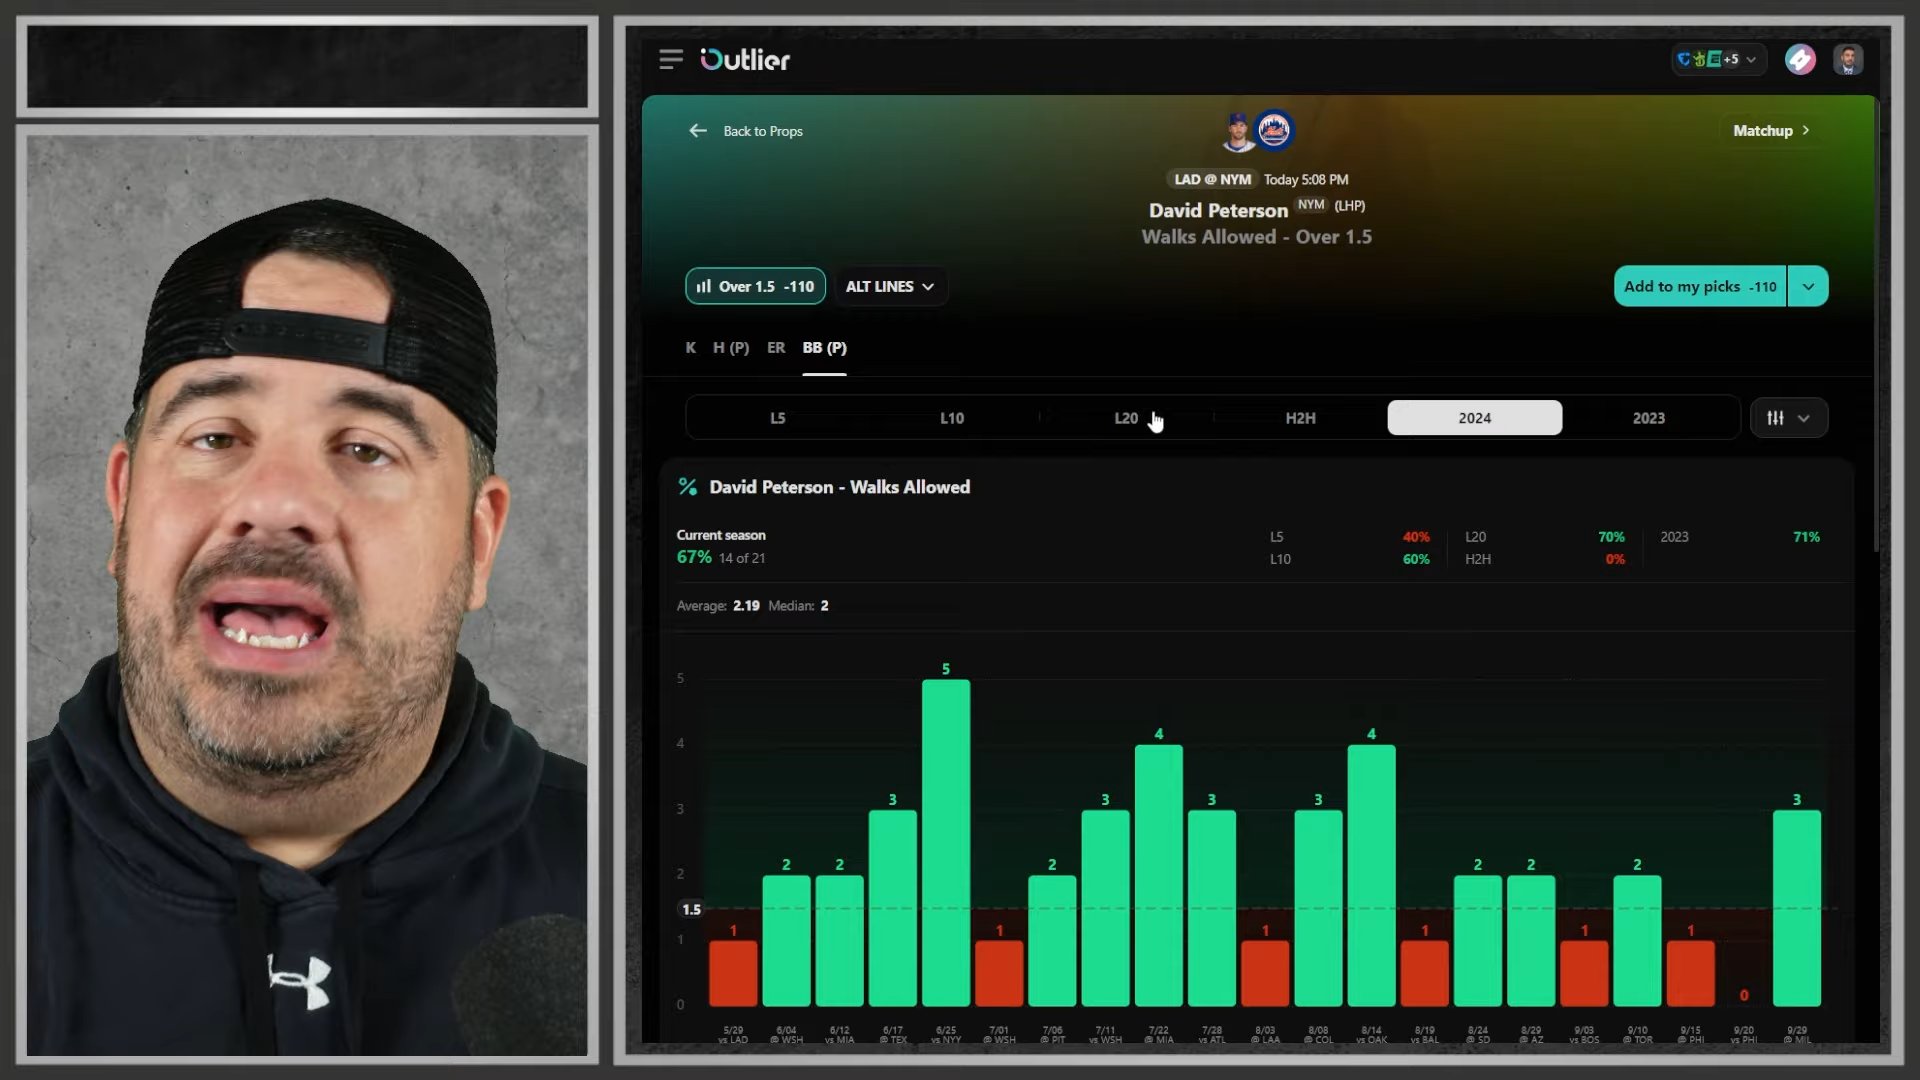 Outlier
+5
Back to Props
Matchup
LAD @ NYM Today 5:08 PM
David Peterson NYM (LHP)
Walks Allowed - Over 1.5
Over 1.5 -110 ALT LINES
Add to my picks -110
K H (P) ER BB (P)
L5 L10 L20 H2H 2024 2023
David Peterson - Walks Allowed
Current season
67% 14 of 21
L5 40% L20 70% 2023 71%
L10 60% H2H 0%
Average: 2.19 Median: 2
5
5
4
4
4
3
3
3
3
3
3
2
2
2
2
2
2
2
1.5
1
1
1
1
1
1
1
0
0
5/29 6/04 6/12 6/17 6/25 7/01 7/06 7/11 7/22 7/28 8/03 8/08 8/14 8/19 8/24 8/29 9/03 9/10 9/15 9/20 9/29
vs LAD @ WSH vs MIA @ TEX vs NYY @ WSH @ PIT vs WSH @ MIA vs ATL @ LAA @ COL vs OAK vs BAL @ SD @ AZ vs BOS @ TOR @ PHI vs PHI @ MIL